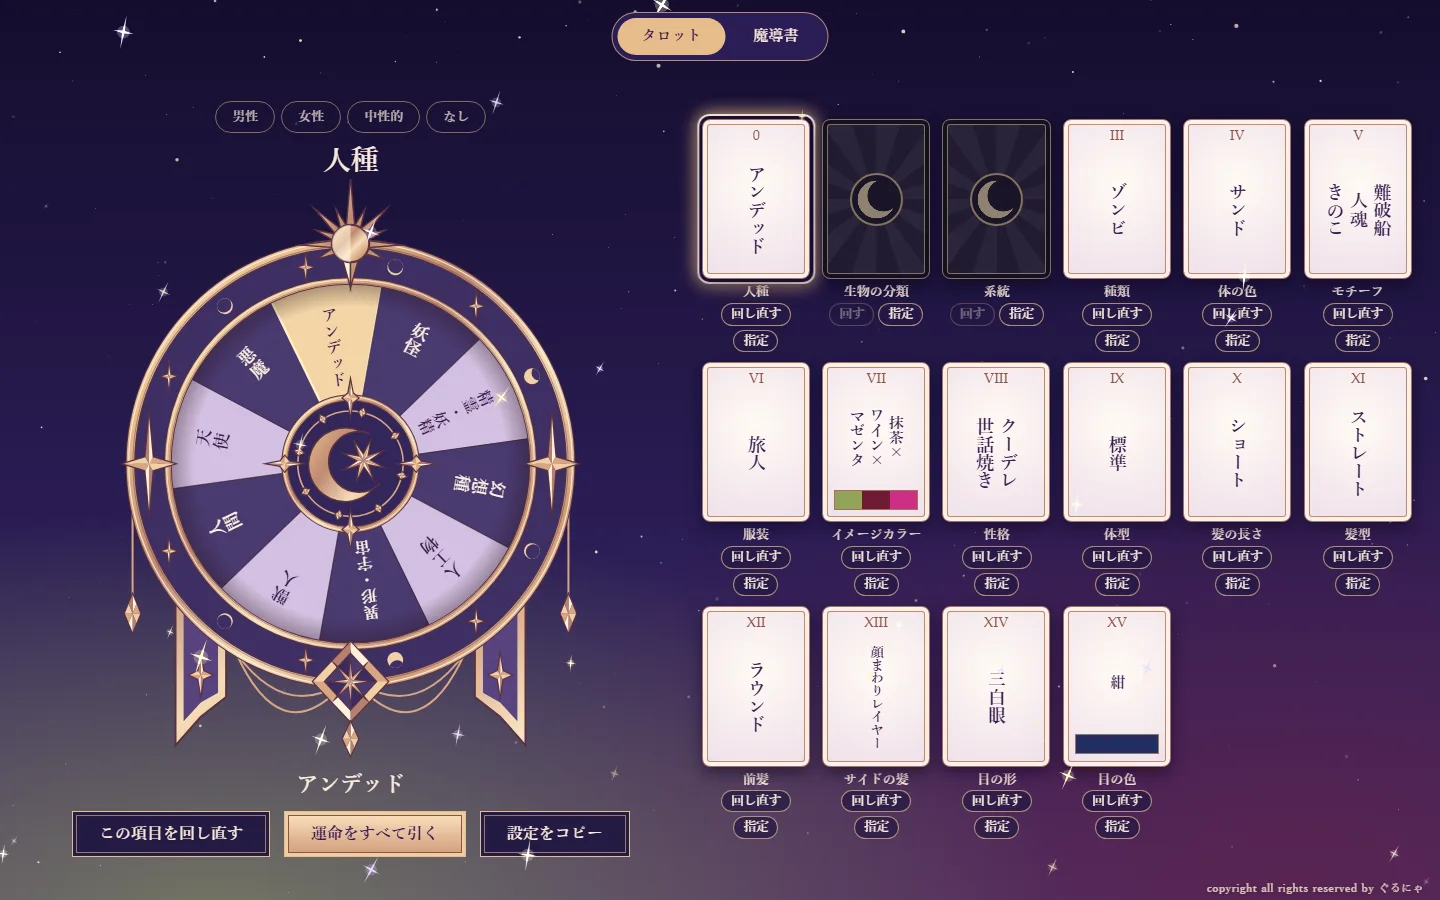 タロット
魔導書
男性
女性
中性的
なし
人種
アンデッド
妖怪
精霊・妖精
幻想種
人工物
異形・宇宙
獣人
人間
天使
悪魔
アンデッド
この項目を回し直す
運命をすべて引く
設定をコピー
0
アンデッド
人種
回し直す
指定
生物の分類
回す
指定
系統
回す
指定
III
ゾンビ
種類
回し直す
指定
IV
サンド
体の色
回し直す
指定
V
難破船
人魂
きのこ
モチーフ
回し直す
指定
VI
旅人
服装
回し直す
指定
VII
抹茶×
ワイン×
マゼンタ
イメージカラー
回し直す
指定
VIII
クーデレ
世話焼き
性格
回し直す
指定
IX
標準
体型
回し直す
指定
X
ショート
髪の長さ
回し直す
指定
XI
ストレート
髪型
回し直す
指定
XII
ラウンド
前髪
回し直す
指定
XIII
顔まわりレイヤー
サイドの髪
回し直す
指定
XIV
三白眼
目の形
回し直す
指定
XV
紺
目の色
回し直す
指定
copyright all rights reserved by ぐるにゃ